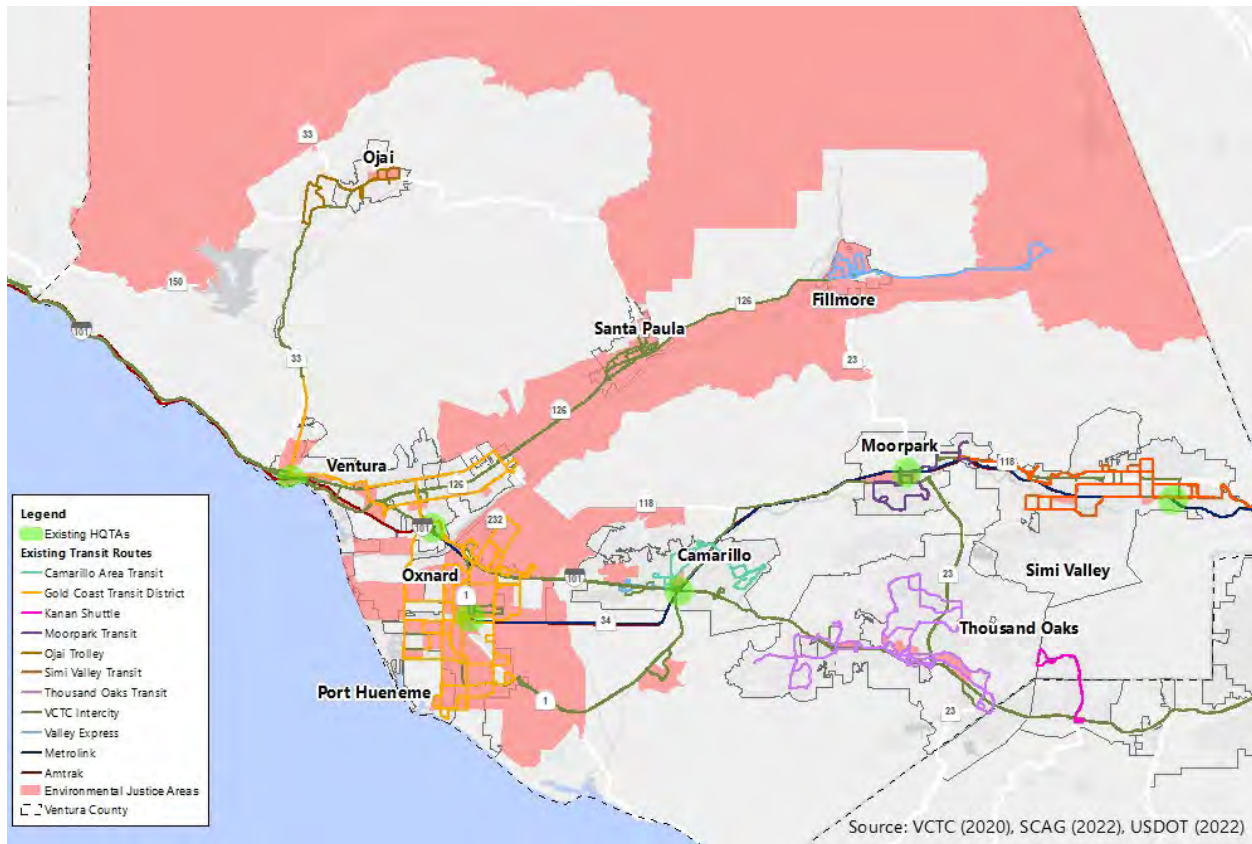 33
Ojai
150
101
Fillmore
126
Santa Paula
23
33
126
Moorpark
Ventura
118
126
232
118
101
Camarillo
Oxnard
101
Simi Valley
1
23
34
Thousand Oaks
Port Hueneme
1
23
Legend
Existing HQTAs
Existing Transit Routes
Camarillo Area Transit
Gold Coast Transit District
Kanan Shuttle
Moorpark Transit
Ojai Trolley
Simi Valley Transit
Thousand Oaks Transit
VCTC Intercity
Valley Express
Metrolink
Amtrak
Environmental Justice Areas
Ventura County
Source: VCTC (2020), SCAG (2022), USDOT (2022)